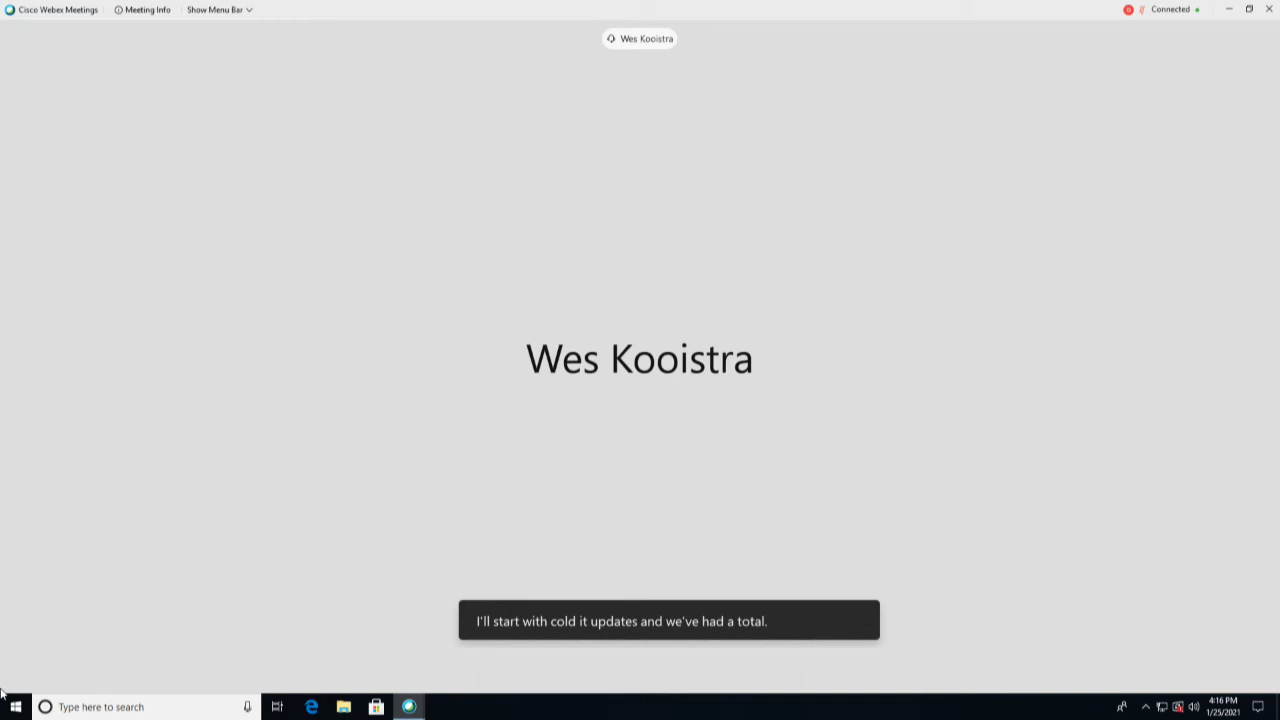 Cisco Webex Meetings Meeting Info Show Menu Bar Connected
Wes Kooistra
Wes Kooistra
I'll start with cold it updates and we've had a total.
Type here to search
4:16 PM
1/25/2021